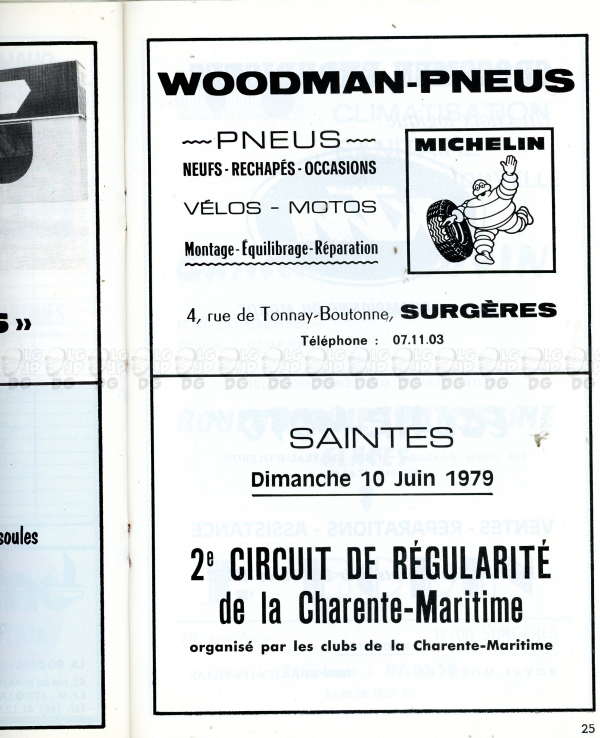 WOODMAN-PNEUS
PNEUS
NEUFS - RECHAPÉS - OCCASIONS
VÉLOS - MOTOS
Montage - Équilibrage - Réparation
MICHELIN
4, rue de Tonnay-Boutonne, SURGÈRES
Téléphone : 07.11.03
SAINTES
Dimanche 10 Juin 1979
2e CIRCUIT DE RÉGULARITÉ
de la Charente-Maritime
organisé par les clubs de la Charente-Maritime
25
S »
soules